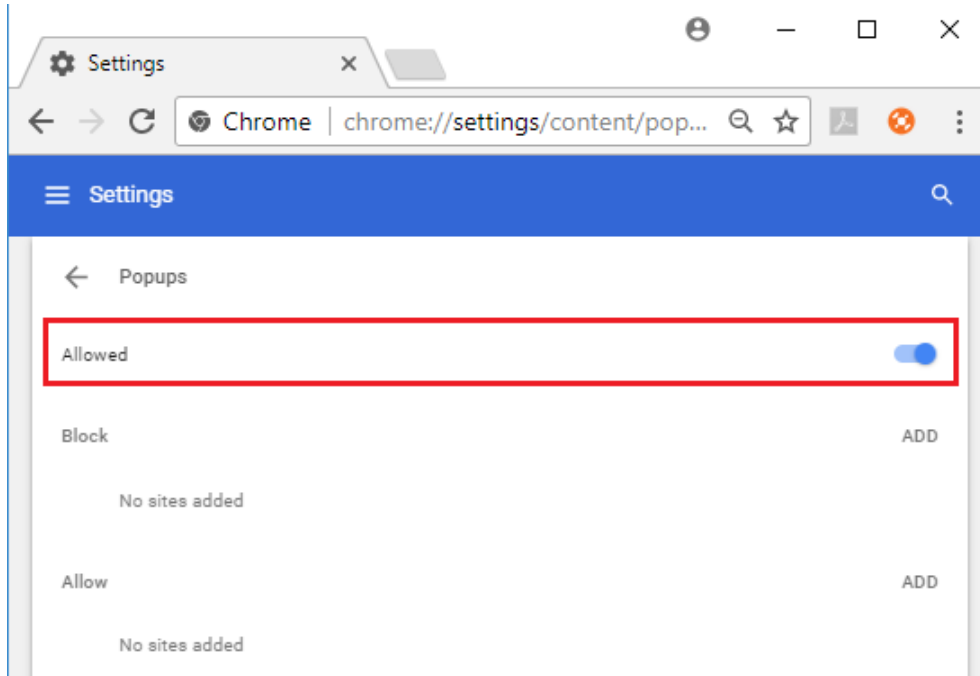 Settings
Chrome | chrome://settings/content/pop...
Settings
Popups
Allowed
Block ADD
No sites added
Allow ADD
No sites added